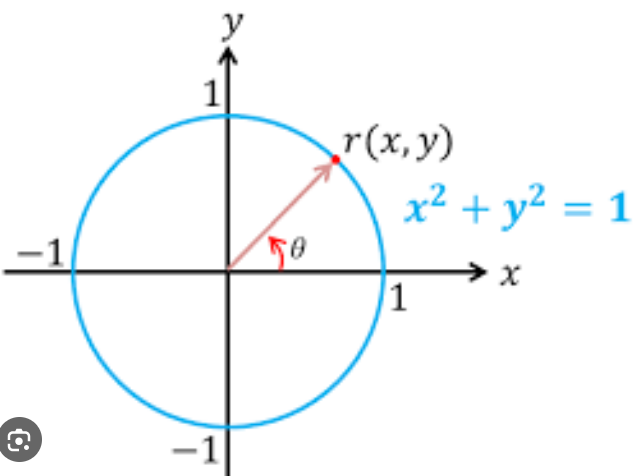 y
1
r(x, y)
x² + y² = 1
θ
−1
x
1
−1